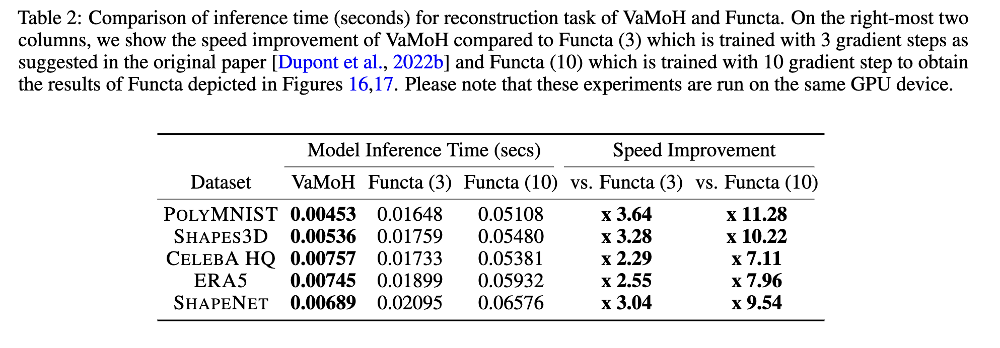 Table 2: Comparison of inference time (seconds) for reconstruction task of VaMoH and Functa. On the right-most two
columns, we show the speed improvement of VaMoH compared to Functa (3) which is trained with 3 gradient steps as
suggested in the original paper [Dupont et al., 2022b] and Functa (10) which is trained with 10 gradient step to obtain
the results of Functa depicted in Figures 16,17. Please note that these experiments are run on the same GPU device.
Model Inference Time (secs) Speed Improvement
Dataset VaMoH Functa (3) Functa (10) vs. Functa (3) vs. Functa (10)
POLYMNIST 0.00453 0.01648 0.05108 x 3.64 x 11.28
SHAPES3D 0.00536 0.01759 0.05480 x 3.28 x 10.22
CELEBA HQ 0.00757 0.01733 0.05381 x 2.29 x 7.11
ERA5 0.00745 0.01899 0.05932 x 2.55 x 7.96
SHAPENET 0.00689 0.02095 0.06576 x 3.04 x 9.54